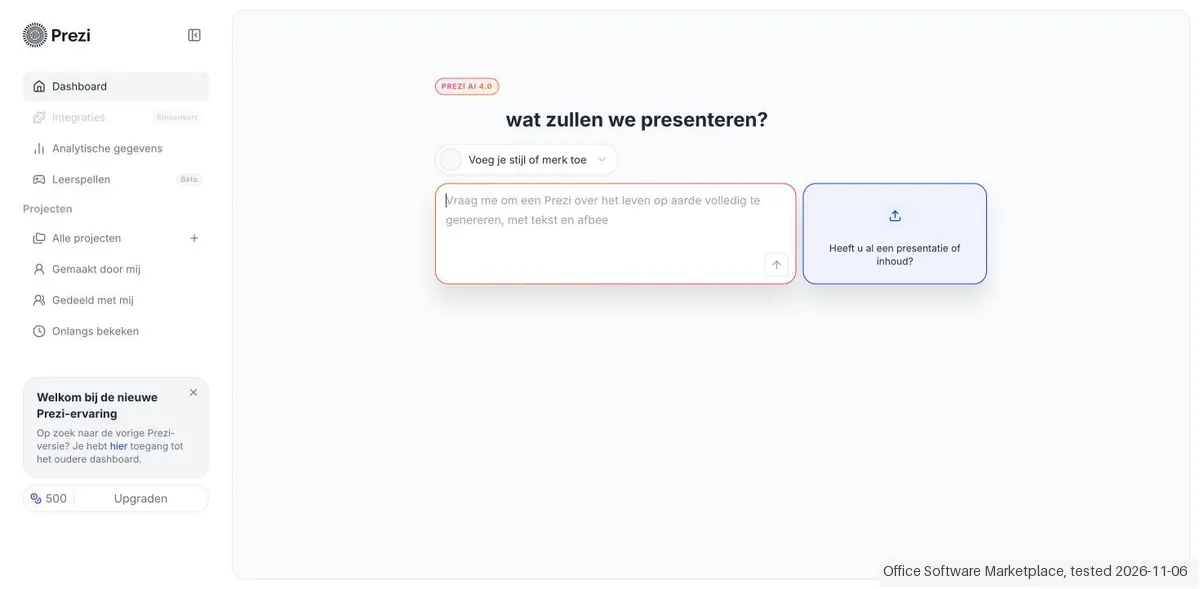 Prezi
Dashboard
Integraties
Binnenkort
Analytische gegevens
Leerspellen
Bèta
Projecten
Alle projecten
Gemaakt door mij
Gedeeld met mij
Onlangs bekeken
Welkom bij de nieuwe
Prezi-ervaring
Op zoek naar de vorige Prezi-
versie? Je hebt hier toegang tot
het oudere dashboard.
500
Upgraden
PREZI AI 4.0
wat zullen we presenteren?
Voeg je stijl of merk toe
Vraag me om een Prezi over het leven op aarde volledig te
genereren, met tekst en afbee
Heeft u al een presentatie of
inhoud?
Office Software Marketplace, tested 2026-11-06